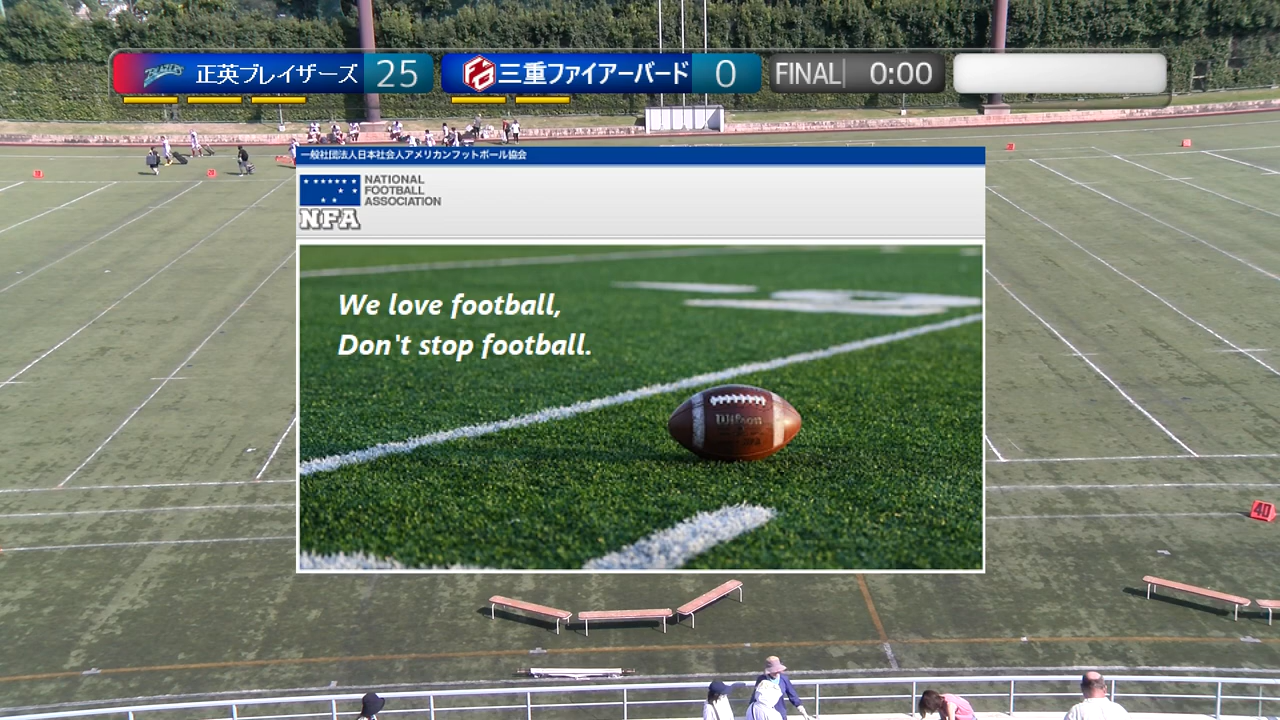 BLAZERS 正英ブレイザーズ 25
三重ファイアーバード 0
FINAL 0:00
一般社団法人日本社会人アメリカンフットボール協会
NATIONAL
FOOTBALL
ASSOCIATION
NFA
We love football,
Don't stop football.
Wilson
40